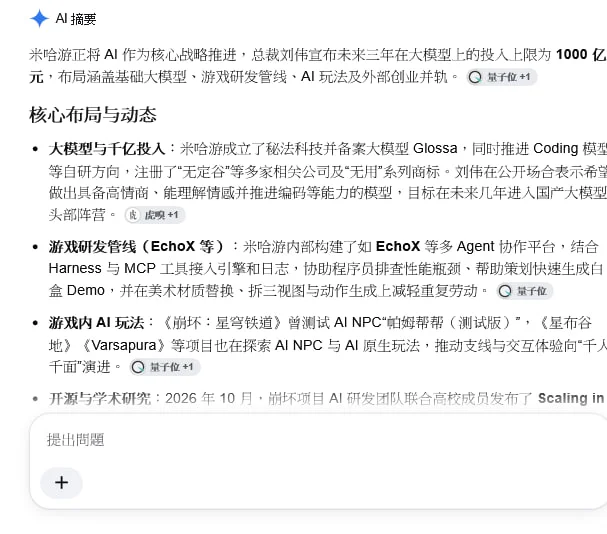 AI 摘要
米哈游正将 AI 作为核心战略推进，总裁刘伟宣布未来三年在大模型上的投入上限为 1000 亿
元，布局涵盖基础大模型、游戏研发管线、AI 玩法及外部创业并轨。 量子位 +1
核心布局与动态
• 大模型与千亿投入：米哈游成立了秘法科技并备案大模型 Glossa，同时推进 Coding 模型
等自研方向，注册了“无定谷”等多家相关公司及“无用”系列商标。刘伟在公开场合表示希望
做出具备高情商、能理解情感并推进编码等能力的模型，目标在未来几年进入国产大模型
头部阵营。 虎 虎嗅 +1
• 游戏研发管线（EchoX 等）：米哈游内部构建了如 EchoX 等多 Agent 协作平台，结合
Harness 与 MCP 工具接入引擎和日志，协助程序员排查性能瓶颈、帮助策划快速生成白
盒 Demo，并在美术材质替换、拆三视图与动作生成上减轻重复劳动。 量子位
• 游戏内 AI 玩法：《崩坏：星穹铁道》曾测试 AI NPC“帕姆帮帮（测试版）”，《星布谷
地》《Varsapura》等项目也在探索 AI NPC 与 AI 原生玩法，推动支线与交互体验向“千人
千面”演进。 量子位 +1
• 开源与学术研究：2026 年 10 月，崩坏项目 AI 研发团队联合高校成员发布了 Scaling in
提出問題